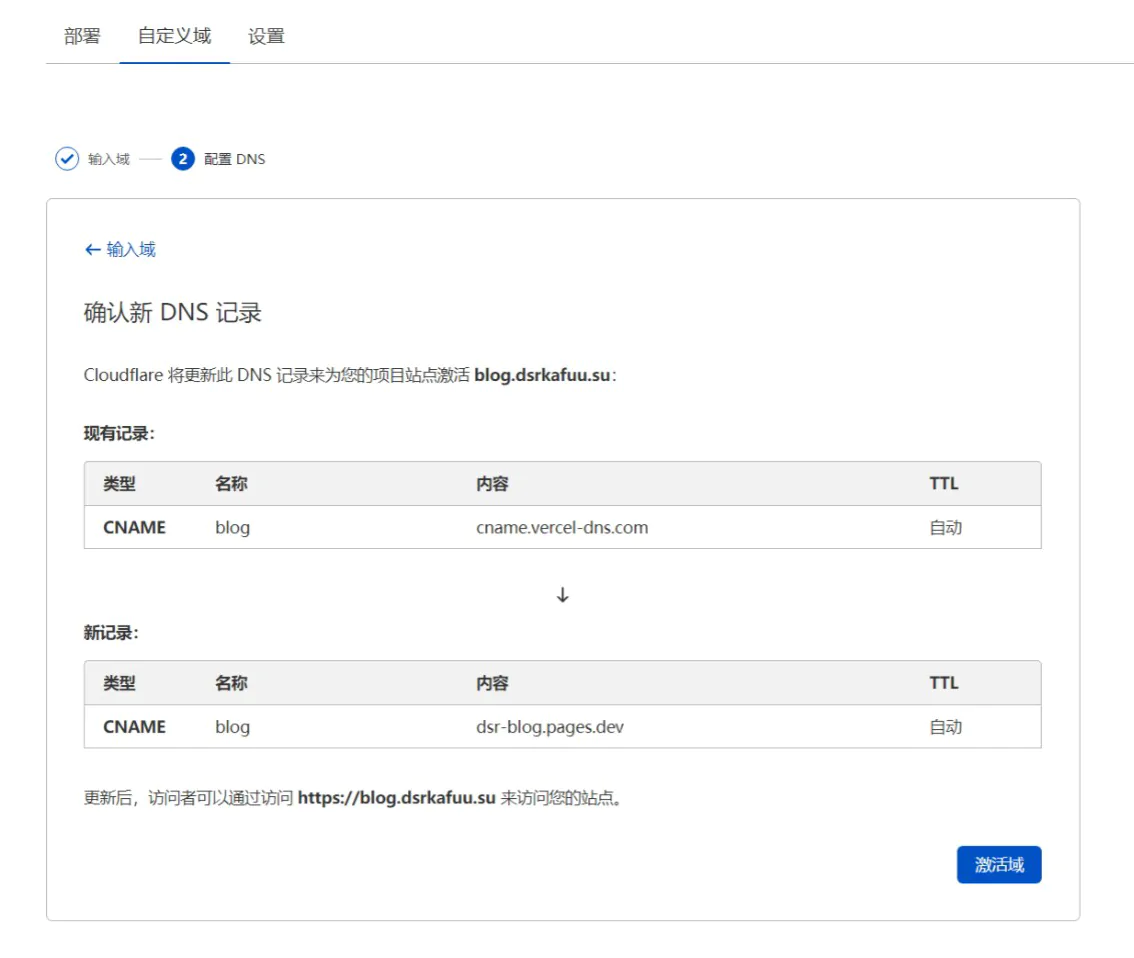 部署 自定义域 设置
输入域 2 配置 DNS
← 输入域
确认新 DNS 记录
Cloudflare 将更新此 DNS 记录来为您的项目站点激活 blog.dsrkafuu.su：
现有记录：
类型 名称 内容 TTL
CNAME blog cname.vercel-dns.com 自动
↓
新记录：
类型 名称 内容 TTL
CNAME blog dsr-blog.pages.dev 自动
更新后，访问者可以通过访问 https://blog.dsrkafuu.su 来访问您的站点。
激活域